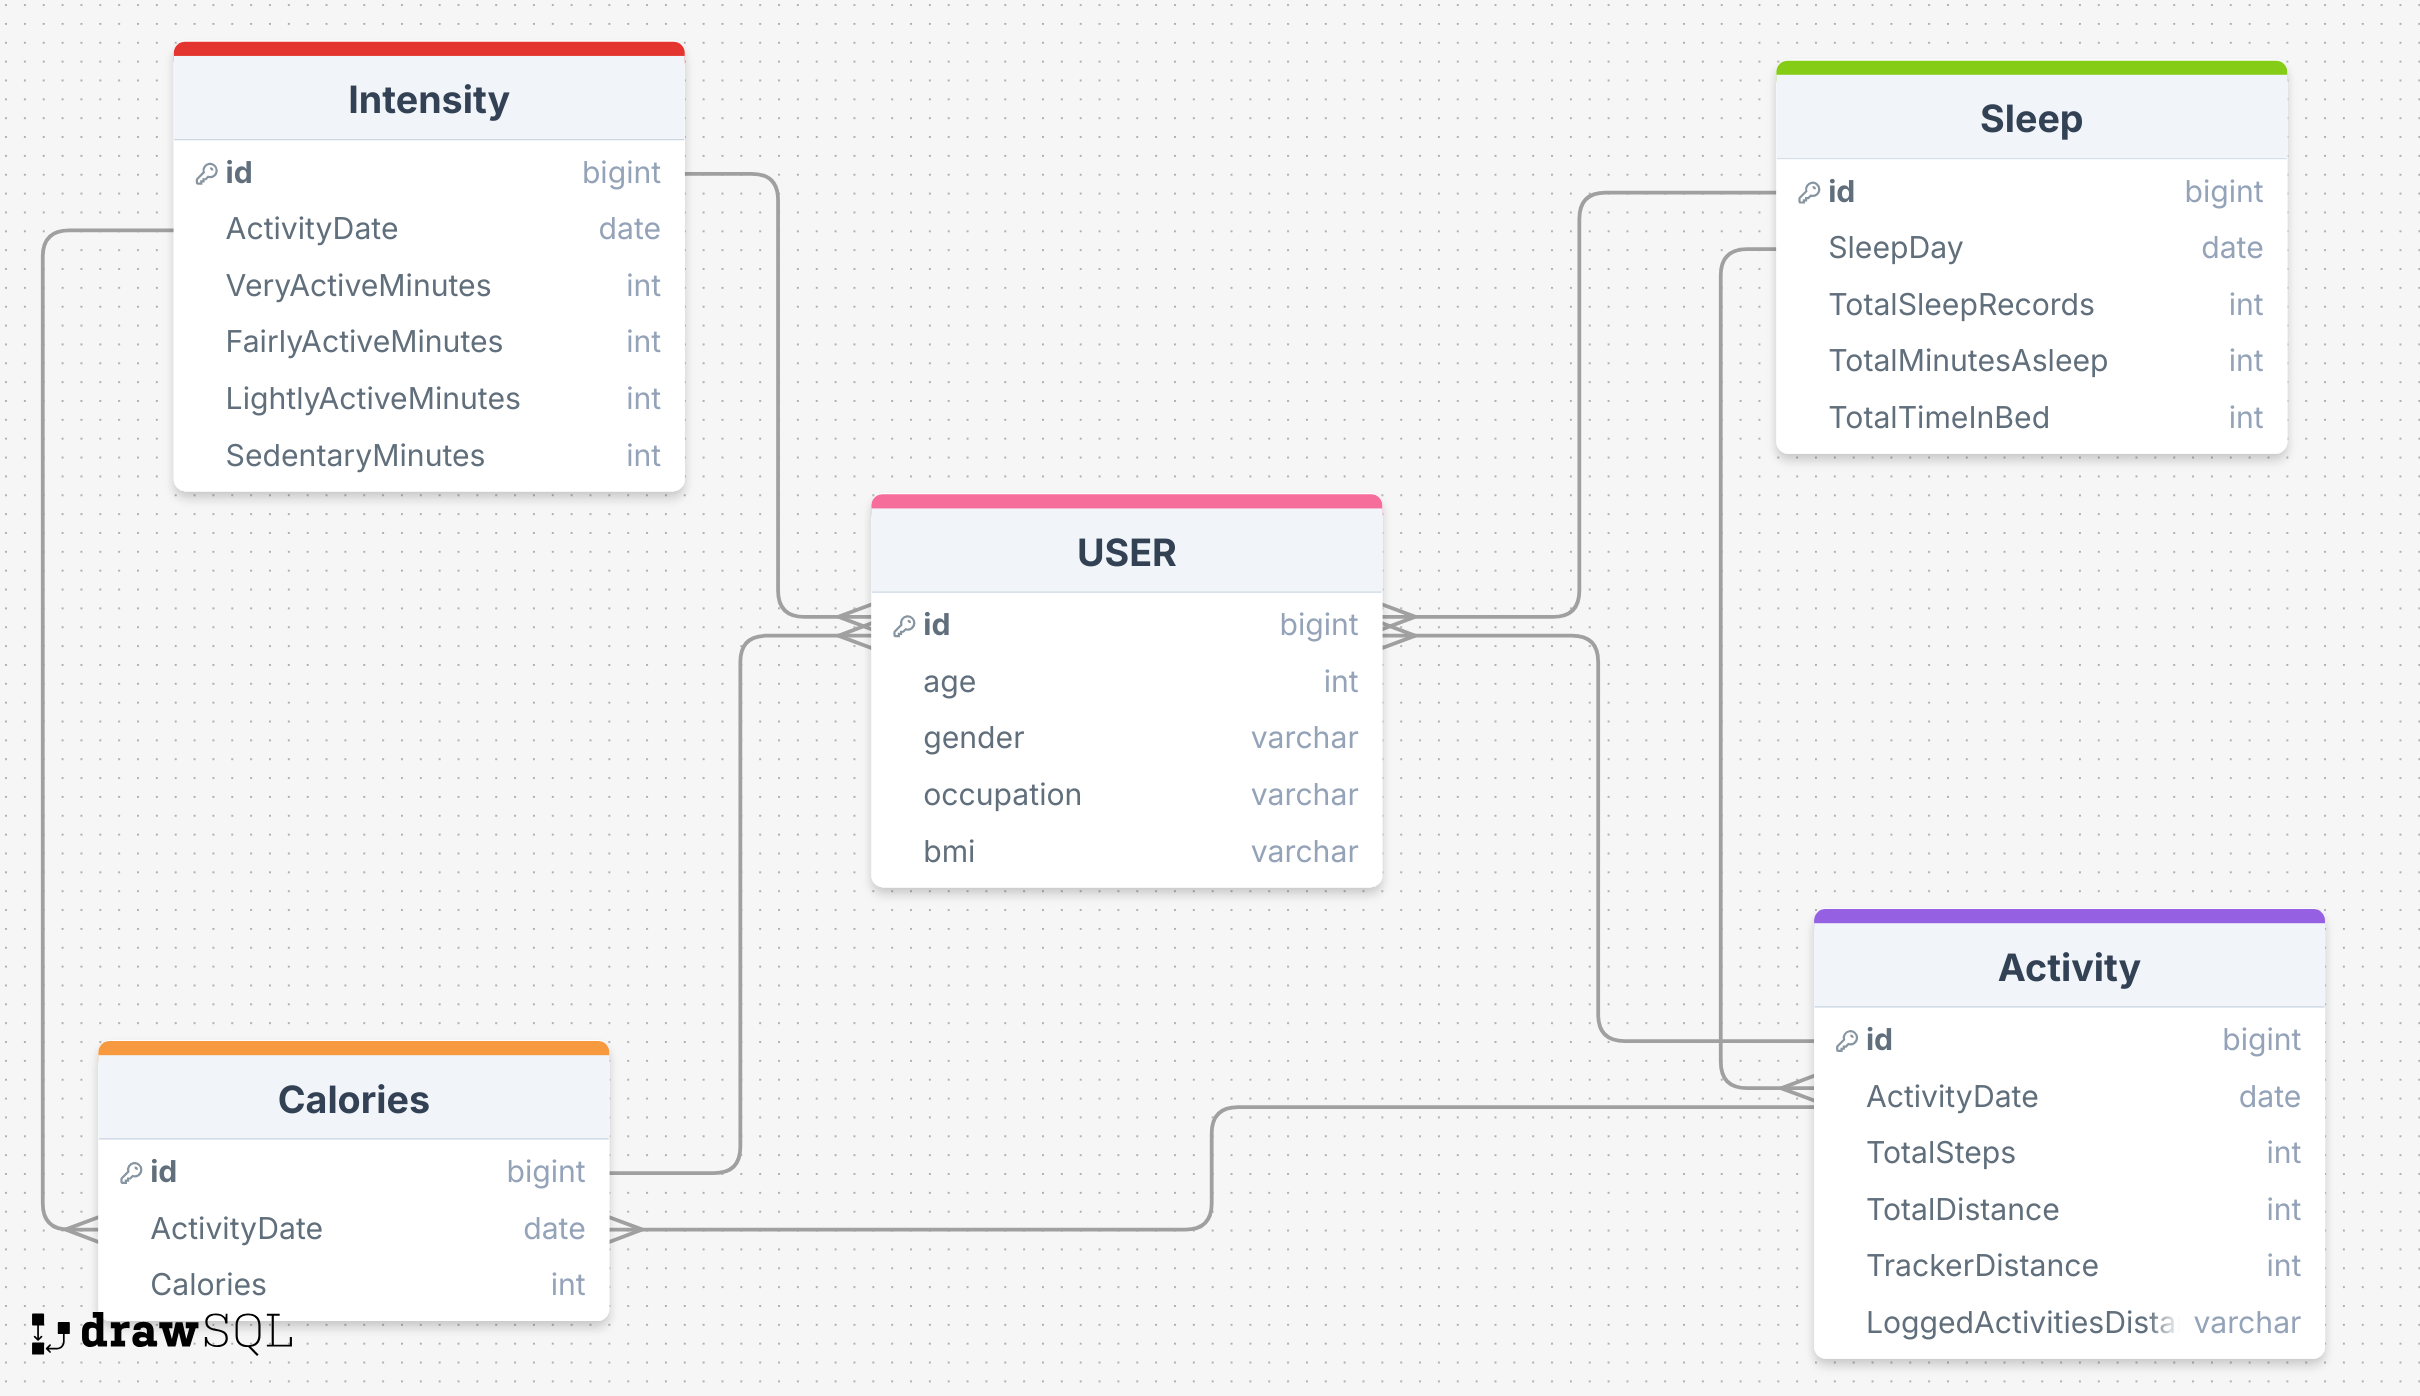 Intensity
id bigint
ActivityDate date
VeryActiveMinutes int
FairlyActiveMinutes int
LightlyActiveMinutes int
SedentaryMinutes int
Sleep
id bigint
SleepDay date
TotalSleepRecords int
TotalMinutesAsleep int
TotalTimeInBed int
USER
id bigint
age int
gender varchar
occupation varchar
bmi varchar
Calories
id bigint
ActivityDate date
Calories int
Activity
id bigint
ActivityDate date
TotalSteps int
TotalDistance int
TrackerDistance int
LoggedActivitiesDista varchar
drawSQL